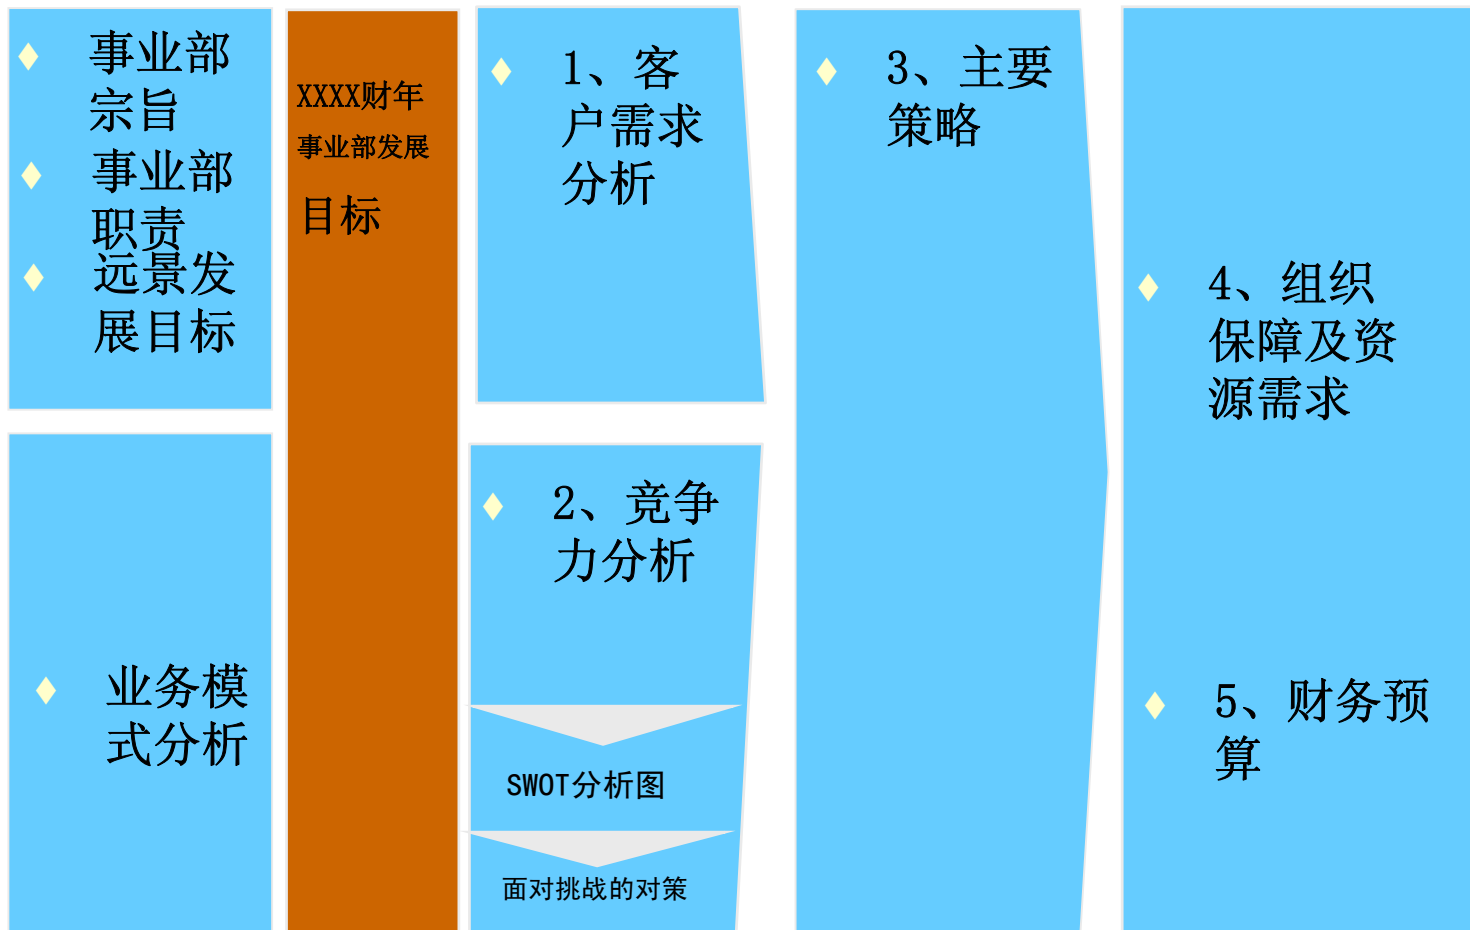 事业部
宗旨
事业部
职责
远景发
展目标
业务模
式分析
XXXX财年
事业部发展
目标
1、客
户需求
分析
2、竞争
力分析
SWOT分析图
面对挑战的对策
3、主要
策略
4、组织
保障及资
源需求
5、财务预
算